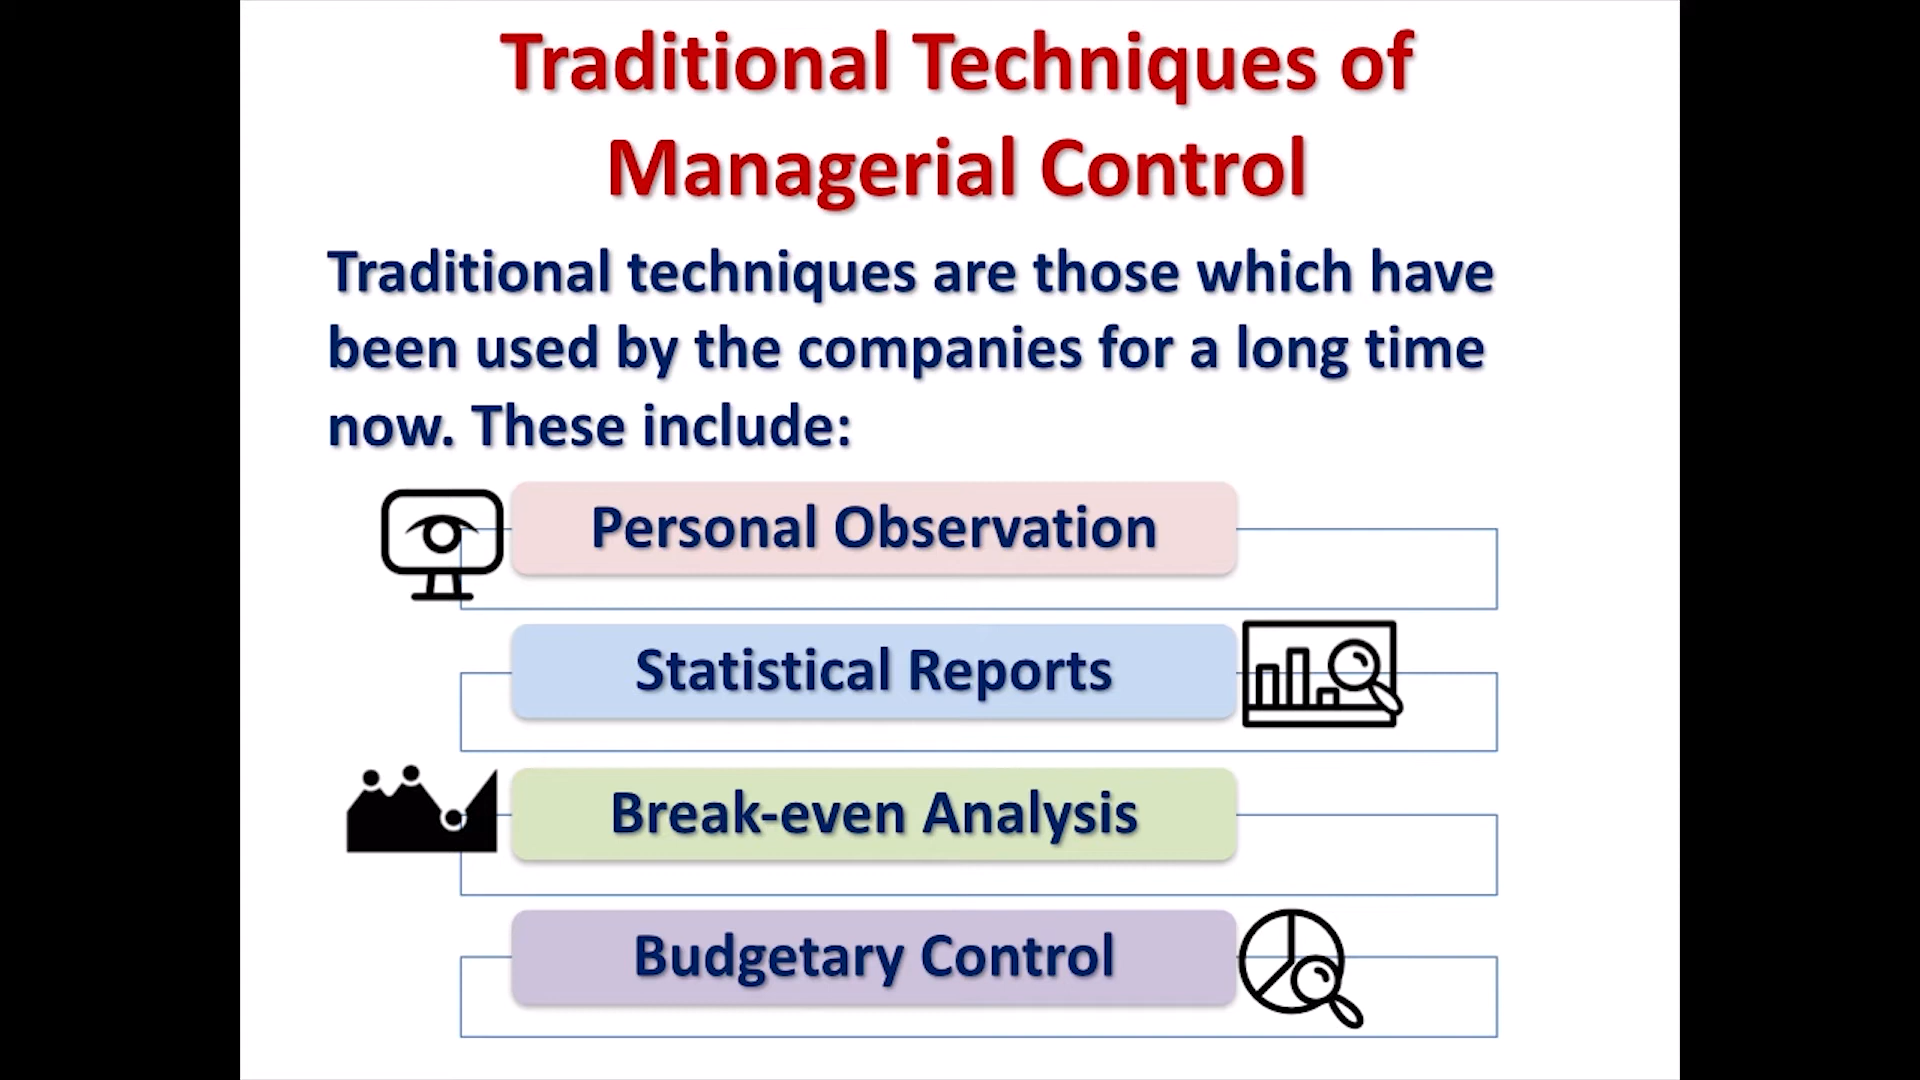 Traditional Techniques of
Managerial Control
Traditional techniques are those which have
been used by the companies for a long time
now. These include:
Personal Observation
Statistical Reports
Break-even Analysis
Budgetary Control